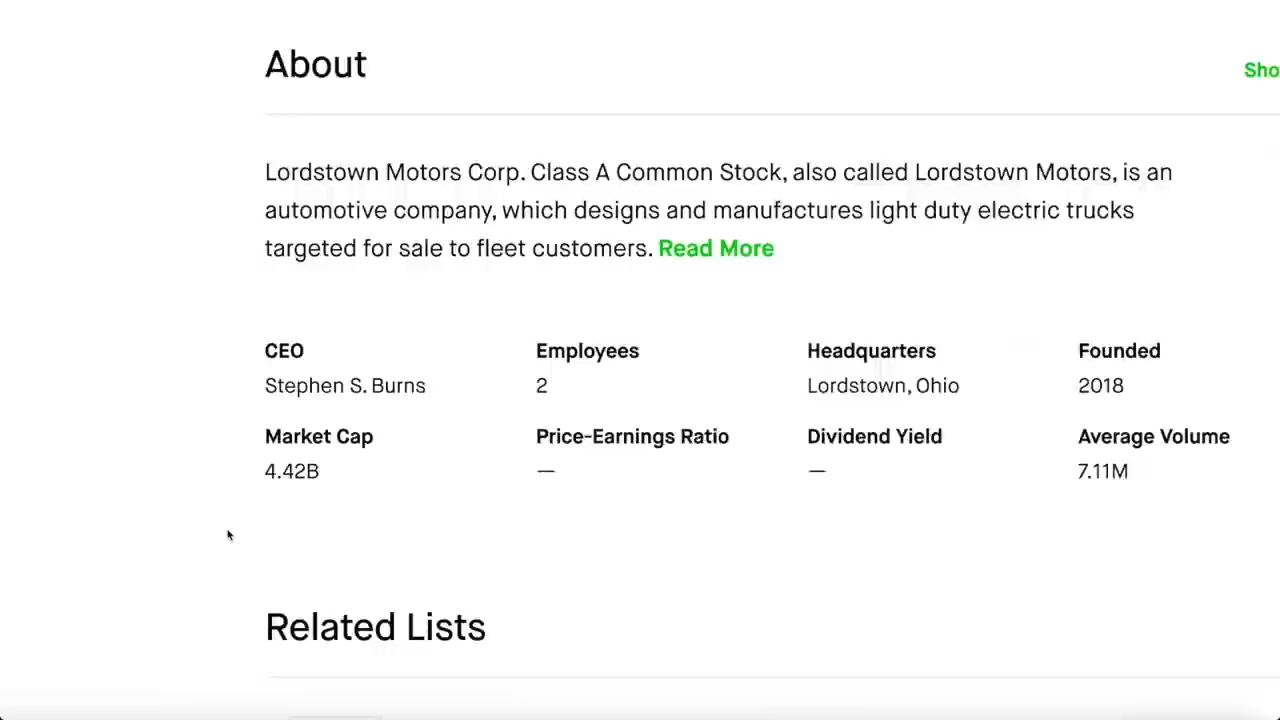 About
Sho
Lordstown Motors Corp. Class A Common Stock, also called Lordstown Motors, is an
automotive company, which designs and manufactures light duty electric trucks
targeted for sale to fleet customers. Read More
CEO Employees Headquarters Founded
Stephen S. Burns 2 Lordstown, Ohio 2018
Market Cap Price-Earnings Ratio Dividend Yield Average Volume
4.42B — — 7.11M
Related Lists